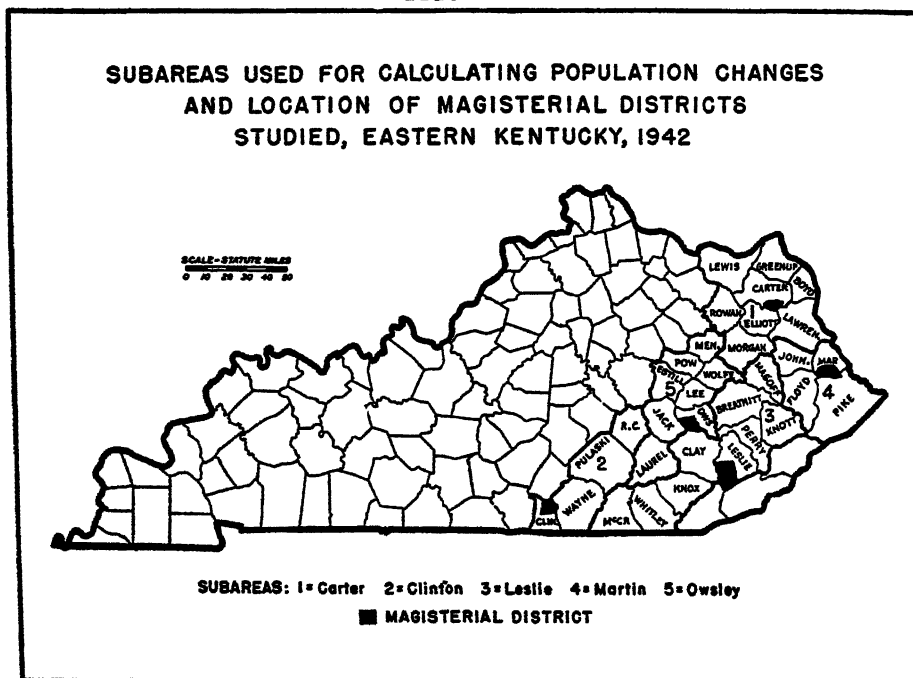 SUBAREAS USED FOR CALCULATING POPULATION CHANGES
AND LOCATION OF MAGISTERIAL DISTRICTS
STUDIED, EASTERN KENTUCKY, 1942
SCALE-STATUTE MILES
0 10 20 30 40 50
LEWIS
GREENUP
BOYD
CARTER
ROWAN
1
ELLIOTT
LAWREN.
MEN.
MORGAN
JOHN.
MAR
POW
WOLFE
MAGOFF
ESTILL
5
LEE
FLOYD
4
PIKE
BREATHITT
3
KNOTT
OWS
JACK
R.C.
PERRY
PULASKI
2
LAUREL
CLAY
LESLIE
KNOX
WAYNE
WHITLEY
CLIN
McCR
SUBAREAS: 1=Carter 2=Clinton 3=Leslie 4=Martin 5=Owsley
MAGISTERIAL DISTRICT